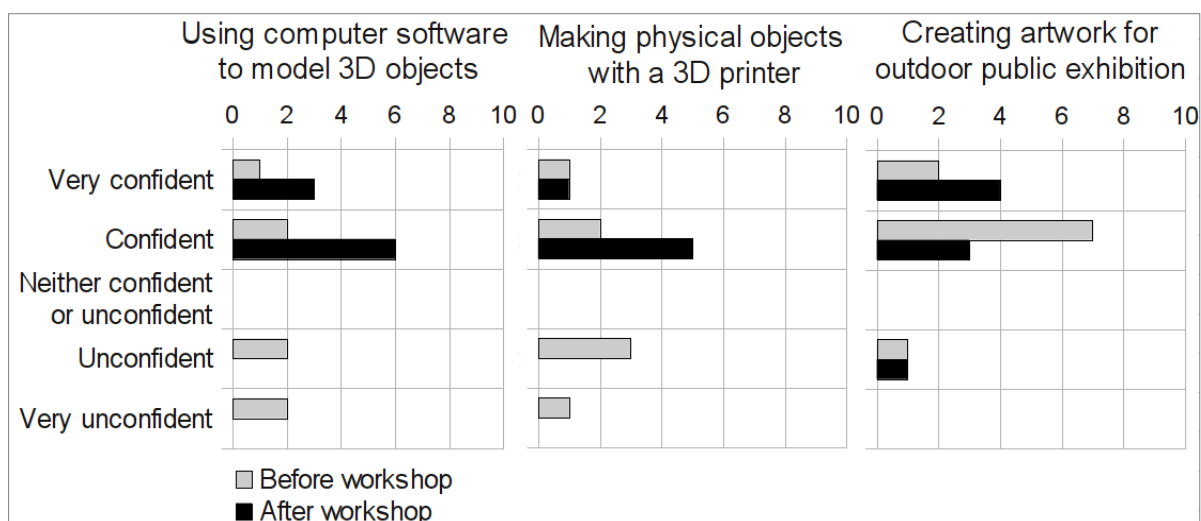 Using computer software
to model 3D objects
Making physical objects
with a 3D printer
Creating artwork for
outdoor public exhibition
0 2 4 6 8 10
0 2 4 6 8 10
0 2 4 6 8 10
Very confident
Confident
Neither confident
or unconfident
Unconfident
Very unconfident
Before workshop
After workshop